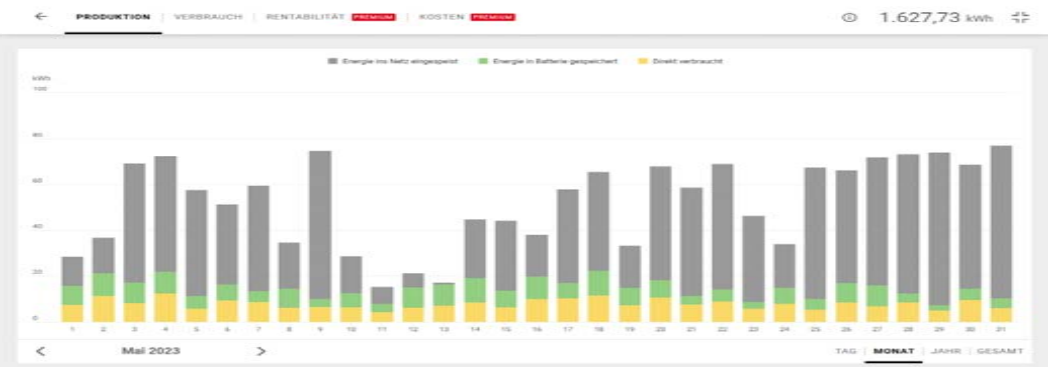 PRODUKTION VERBRAUCH RENTABILITÄT PREMIUM KOSTEN PREMIUM 1.627,73 kWh
Energie ins Netz eingespeist Energie in Batterie gespeichert Direkt verbraucht
kWh
100
80
60
40
20
0
1 2 3 4 5 6 7 8 9 10 11 12 13 14 15 16 17 18 19 20 21 22 23 24 25 26 27 28 29 30 31
Mai 2023 TAG MONAT JAHR GESAMT